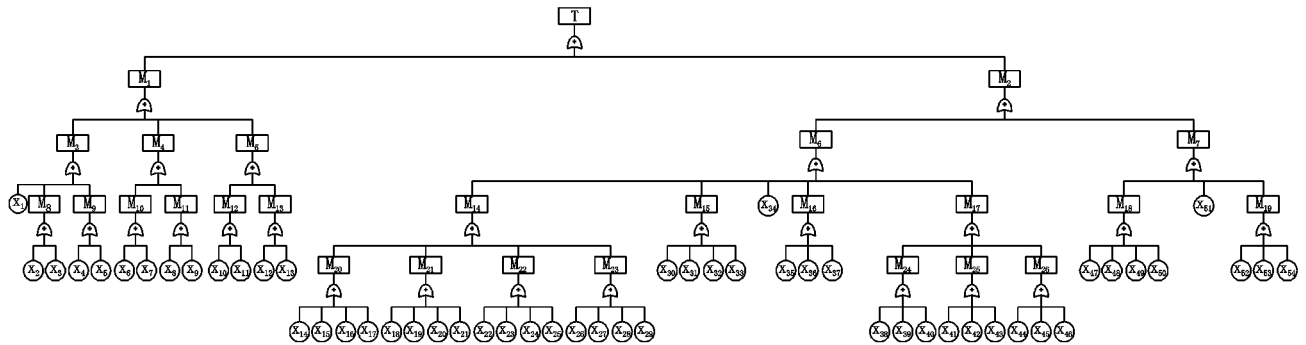 T
M1 M2
M3 M4 M5 M6 M7
X1 M8 M9 M10 M11 M12 M13 M14 M15 X34 M16 M17 M18 X51 M19
X2 X3 X4 X5 X6 X7 X8 X9 X10 X11 X12 X13 M20 M21 M22 M23 X30 X31 X32 X33 X35 X36 X37 M24 M25 M26 X47 X48 X49 X50 X52 X53 X54
X14 X15 X16 X17 X18 X19 X20 X21 X22 X23 X24 X25 X26 X27 X28 X29 X38 X39 X40 X41 X42 X43 X44 X45 X46